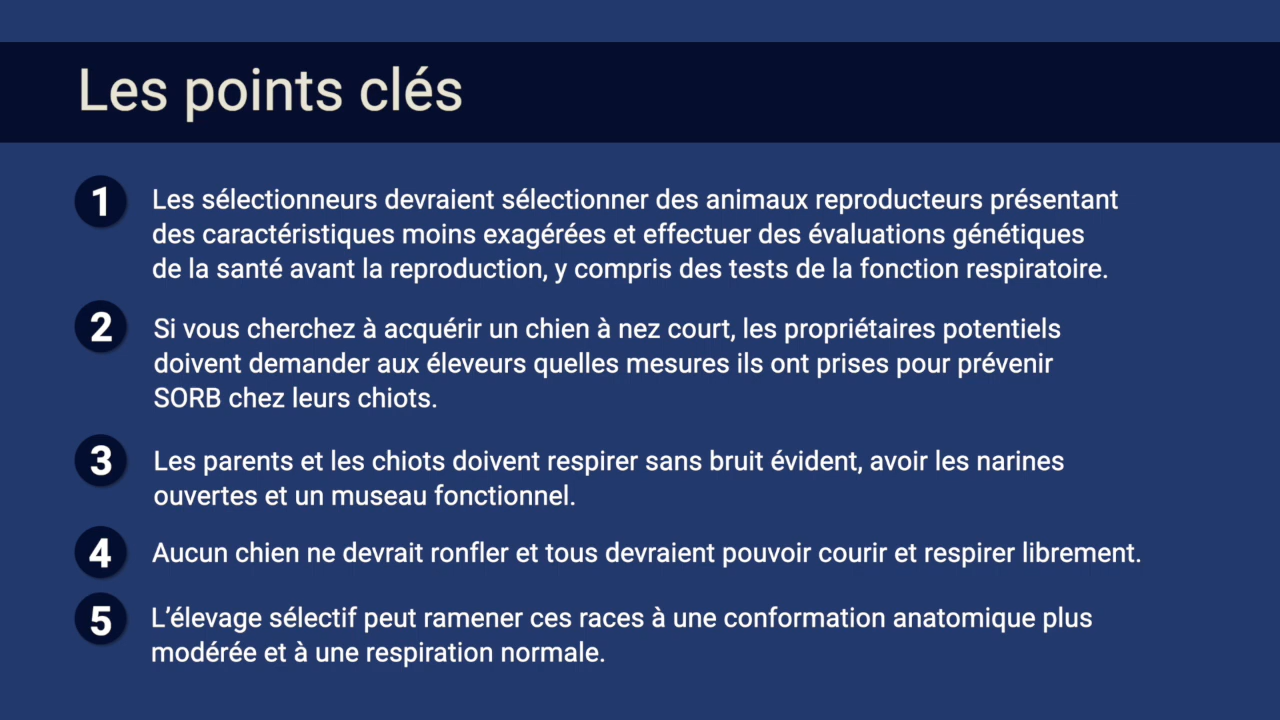 Les points clés
1 Les sélectionneurs devraient sélectionner des animaux reproducteurs présentant
des caractéristiques moins exagérées et effectuer des évaluations génétiques
de la santé avant la reproduction, y compris des tests de la fonction respiratoire.
2 Si vous cherchez à acquérir un chien à nez court, les propriétaires potentiels
doivent demander aux éleveurs quelles mesures ils ont prises pour prévenir
SORB chez leurs chiots.
3 Les parents et les chiots doivent respirer sans bruit évident, avoir les narines
ouvertes et un museau fonctionnel.
4 Aucun chien ne devrait ronfler et tous devraient pouvoir courir et respirer librement.
5 L’élevage sélectif peut ramener ces races à une conformation anatomique plus
modérée et à une respiration normale.